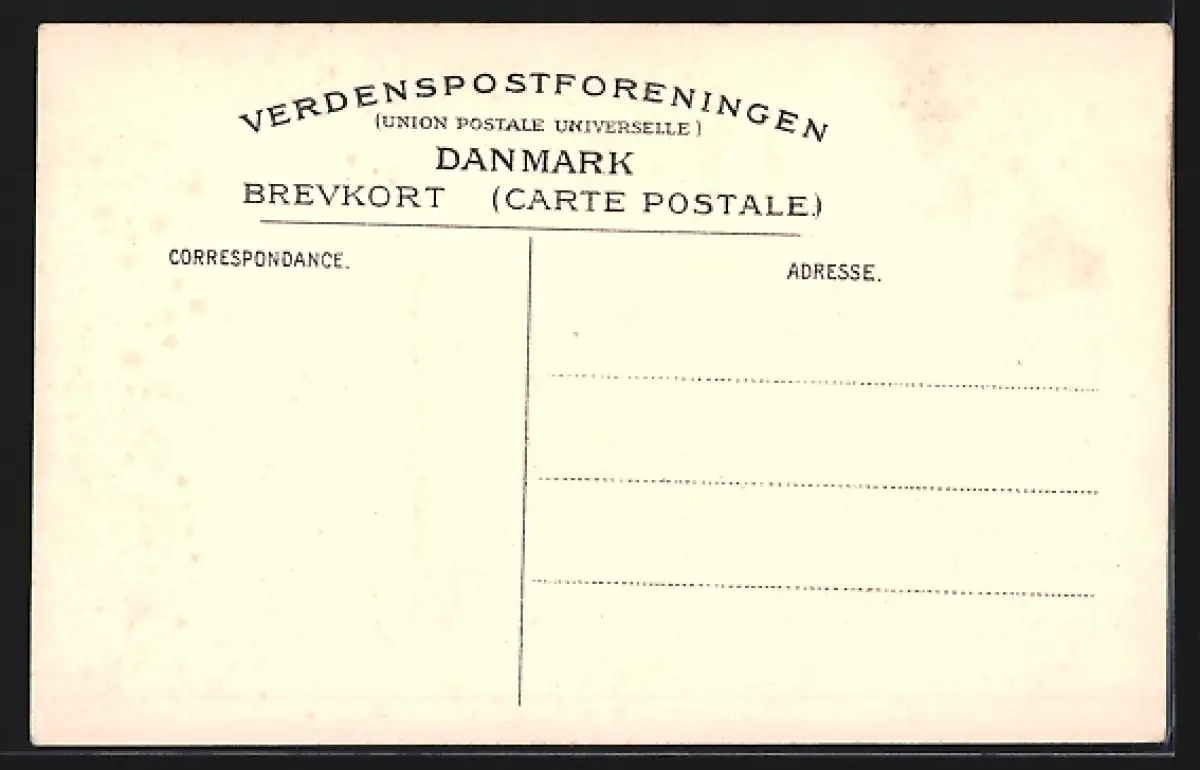 VERDENSPOSTFORENINGEN
(UNION POSTALE UNIVERSELLE)
DANMARK
BREVKORT (CARTE POSTALE.)
CORRESPONDANCE.
ADRESSE.